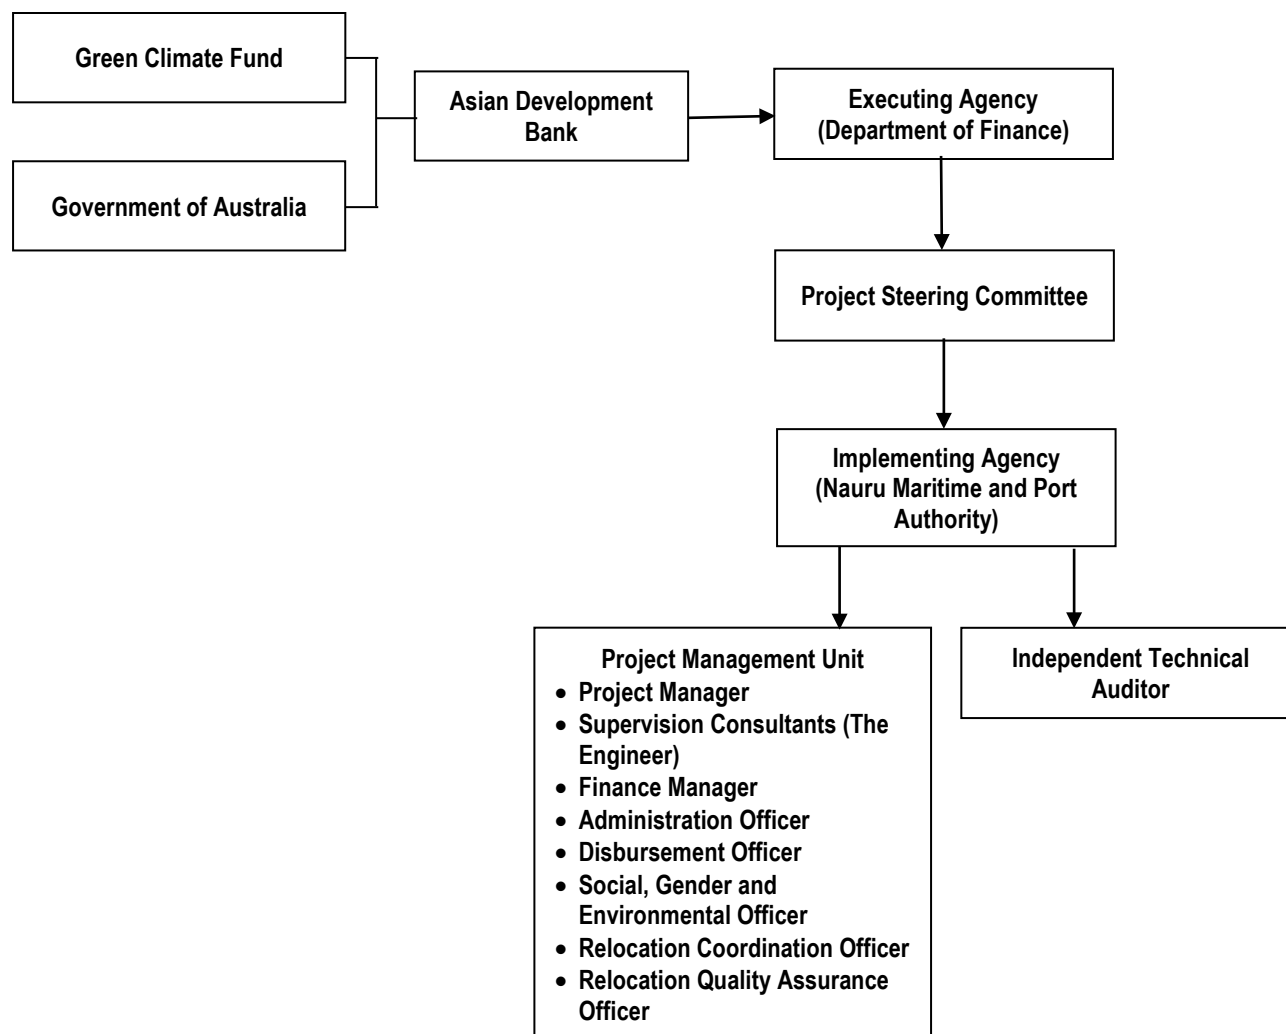 Green Climate Fund
Government of Australia
Asian Development
Bank
Executing Agency
(Department of Finance)
Project Steering Committee
Implementing Agency
(Nauru Maritime and Port
Authority)
Project Management Unit
• Project Manager
• Supervision Consultants (The
Engineer)
• Finance Manager
• Administration Officer
• Disbursement Officer
• Social, Gender and
Environmental Officer
• Relocation Coordination Officer
• Relocation Quality Assurance
Officer
Independent Technical
Auditor